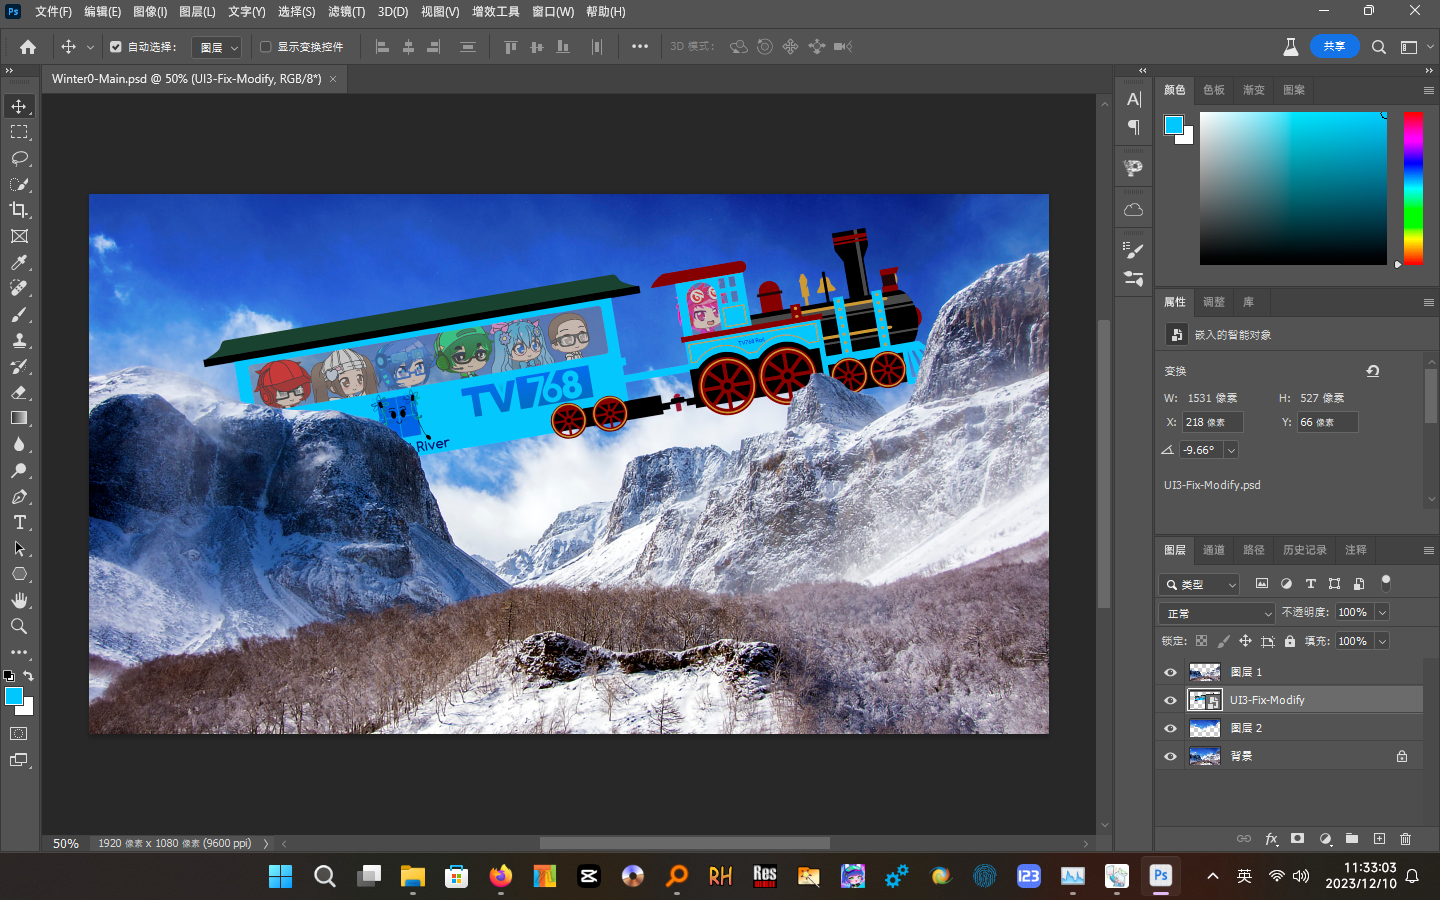 Ps 文件(F) 编辑(E) 图像(I) 图层(L) 文字(Y) 选择(S) 滤镜(T) 3D(D) 视图(V) 增效工具 窗口(W) 帮助(H)
自动选择： 图层 显示变换控件 3D 模式： 共享
Winter0-Main.psd @ 50% (UI3-Fix-Modify, RGB/8*) ×
颜色 色板 渐变 图案
属性 调整 库
嵌入的智能对象
变换
W: 1531 像素 H: 527 像素
X: 218 像素 Y: 66 像素
-9.66°
UI3-Fix-Modify.psd
图层 通道 路径 历史记录 注释
类型
正常 不透明度: 100%
锁定: 填充: 100%
图层 1
UI3-Fix-Modify
图层 2
背景
TV768 Rail
TV 768
River
50% 1920 像素 x 1080 像素 (9600 ppi)
RH Res 123 Ps 英 11:33:03
2023/12/10